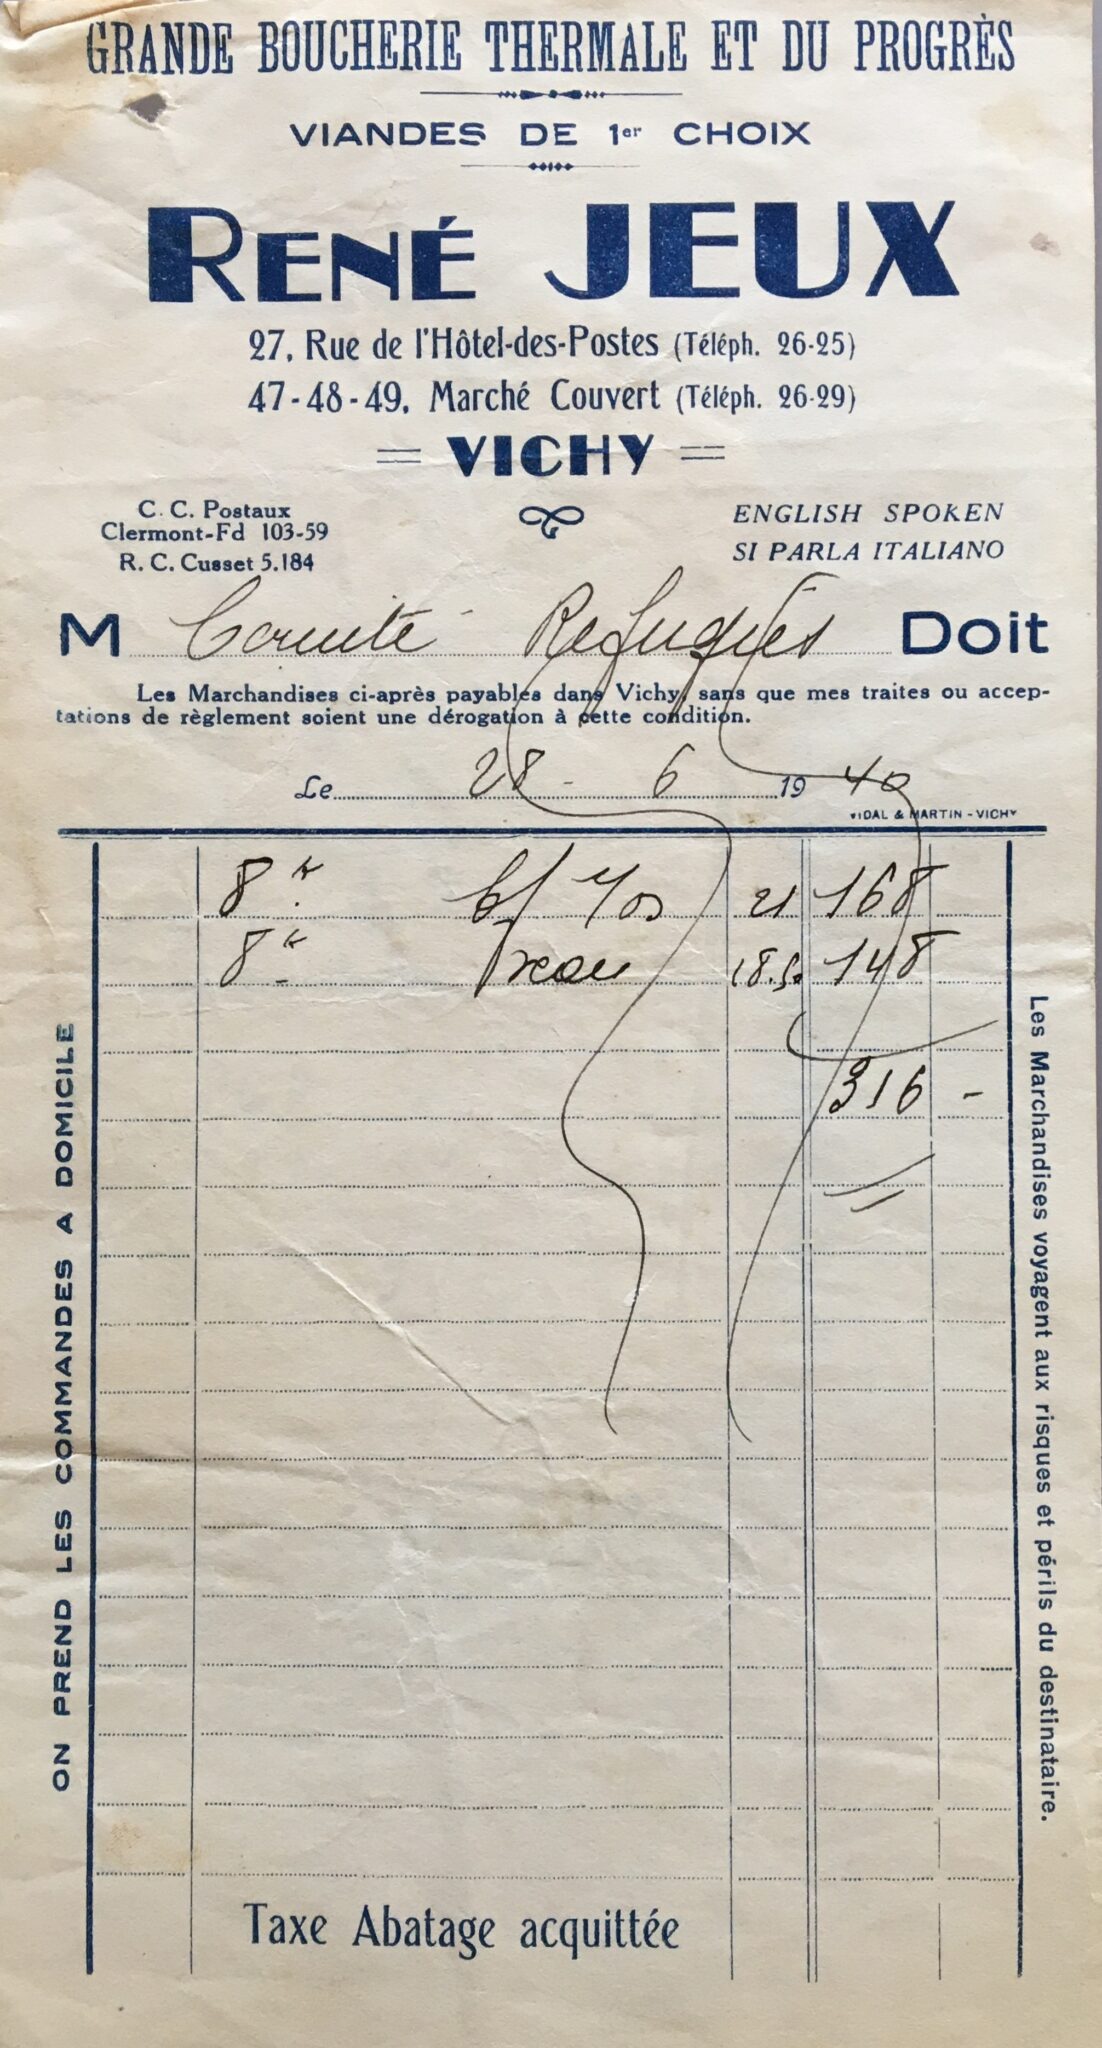 GRANDE BOUCHERIE THERMALE ET DU PROGRÈS
VIANDES DE 1er CHOIX
RENÉ JEUX
27, Rue de l'Hôtel-des-Postes (Téléph. 26-25)
47-48-49, Marché Couvert (Téléph. 26-29)
= VICHY =
C. C. Postaux
Clermont-Fd 103-59
R. C. Cusset 5.184
ENGLISH SPOKEN
SI PARLA ITALIANO
M Comité Refugiés Doit
Les Marchandises ci-après payables dans Vichy, sans que mes traites ou accep-
tations de règlement soient une dérogation à cette condition.
Le 28 - 6 1940
VIDAL & MARTIN - VICHY
8k 21 168
8k 18.50 148
316 -
ON PREND LES COMMANDES A DOMICILE
Les Marchandises voyagent aux risques et périls du destinataire.
Taxe Abatage acquittée